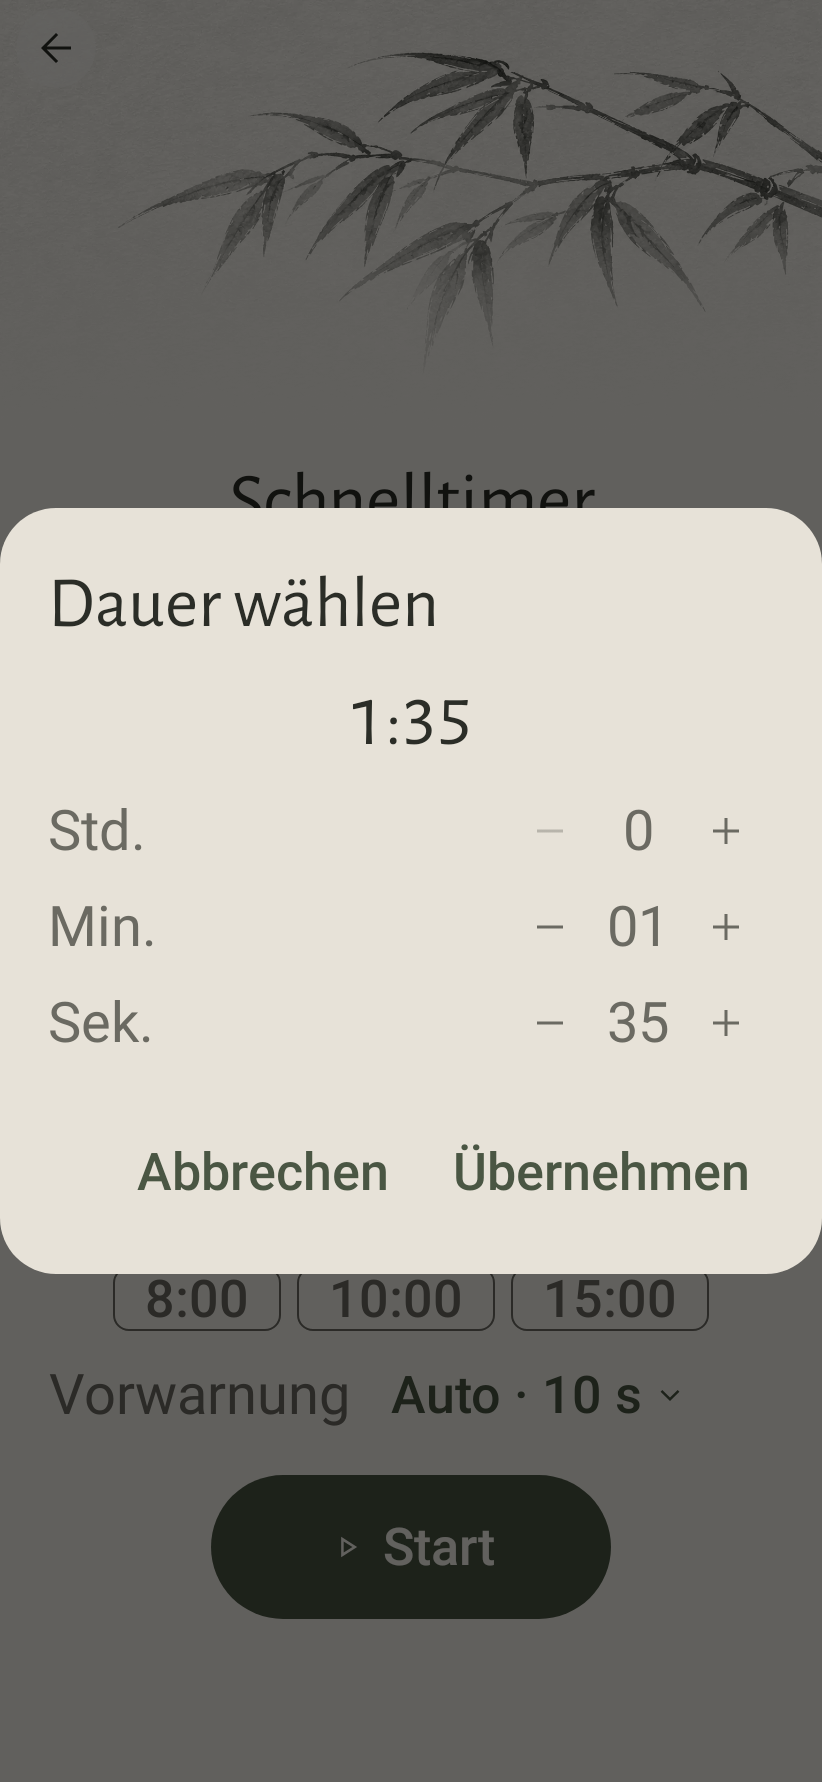 Schnelltimer
Dauer wählen
1:35
Std. − 0 +
Min. − 01 +
Sek. − 35 +
Abbrechen Übernehmen
8:00 10:00 15:00
Vorwarnung Auto · 10 s
Start